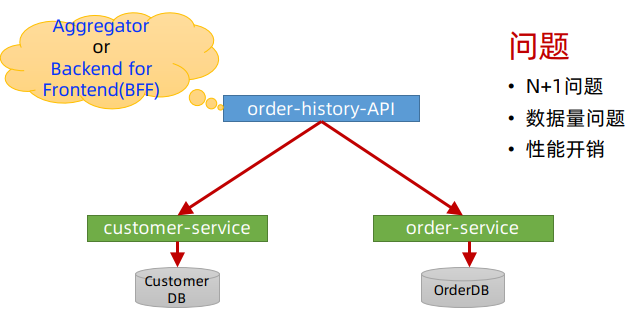 Aggregator
or
Backend for
Frontend(BFF)
order-history-API
问题
• N+1问题
• 数据量问题
• 性能开销
customer-service
order-service
Customer
DB
OrderDB